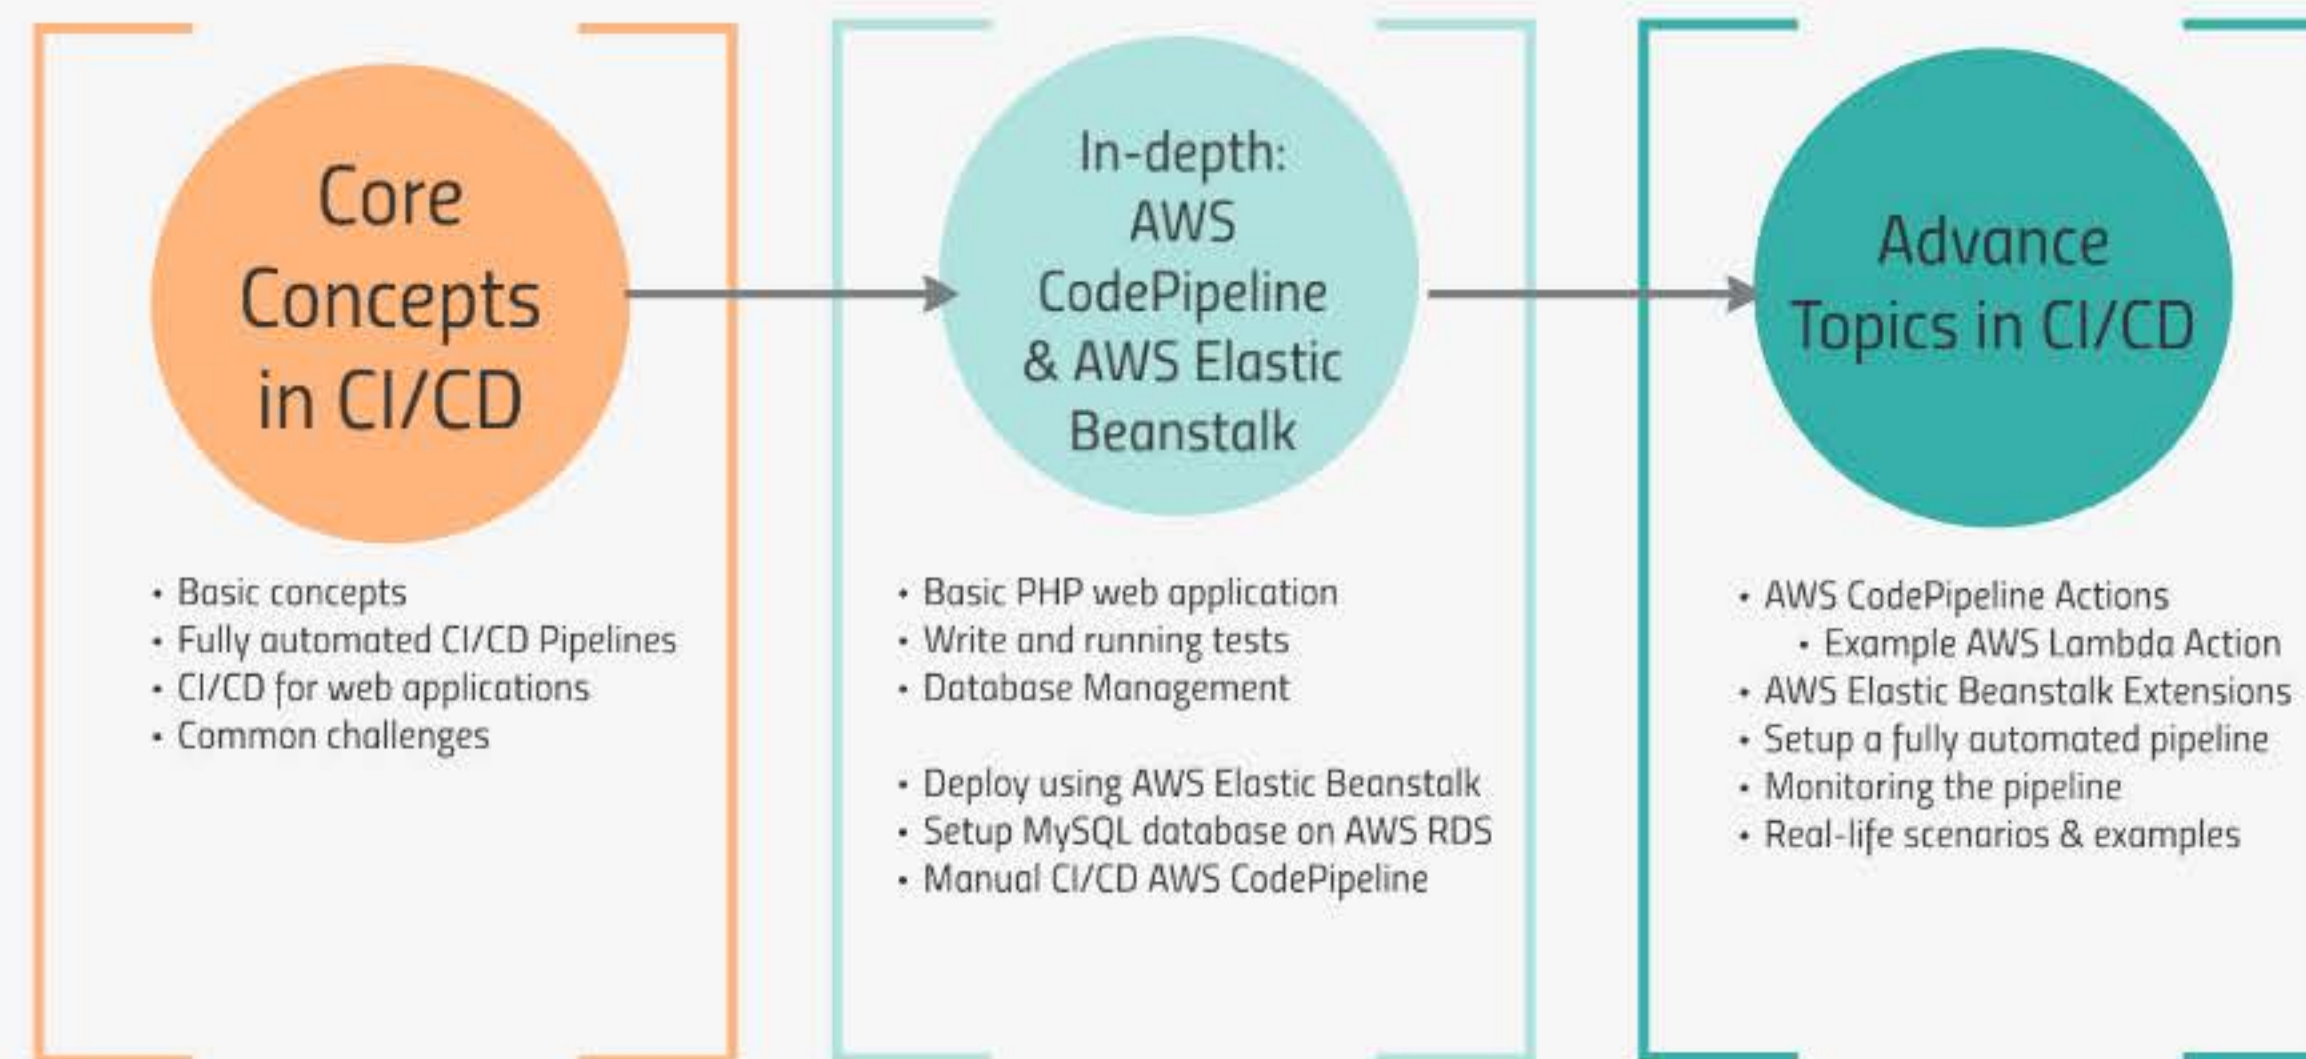 Core
Concepts
in CI/CD
• Basic concepts
• Fully automated CI/CD Pipelines
• CI/CD for web applications
• Common challenges
In-depth:
AWS
CodePipeline
& AWS Elastic
Beanstalk
• Basic PHP web application
• Write and running tests
• Database Management
• Deploy using AWS Elastic Beanstalk
• Setup MySQL database on AWS RDS
• Manual CI/CD AWS CodePipeline
Advance
Topics in CI/CD
• AWS CodePipeline Actions
• Example AWS Lambda Action
• AWS Elastic Beanstalk Extensions
• Setup a fully automated pipeline
• Monitoring the pipeline
• Real-life scenarios & examples